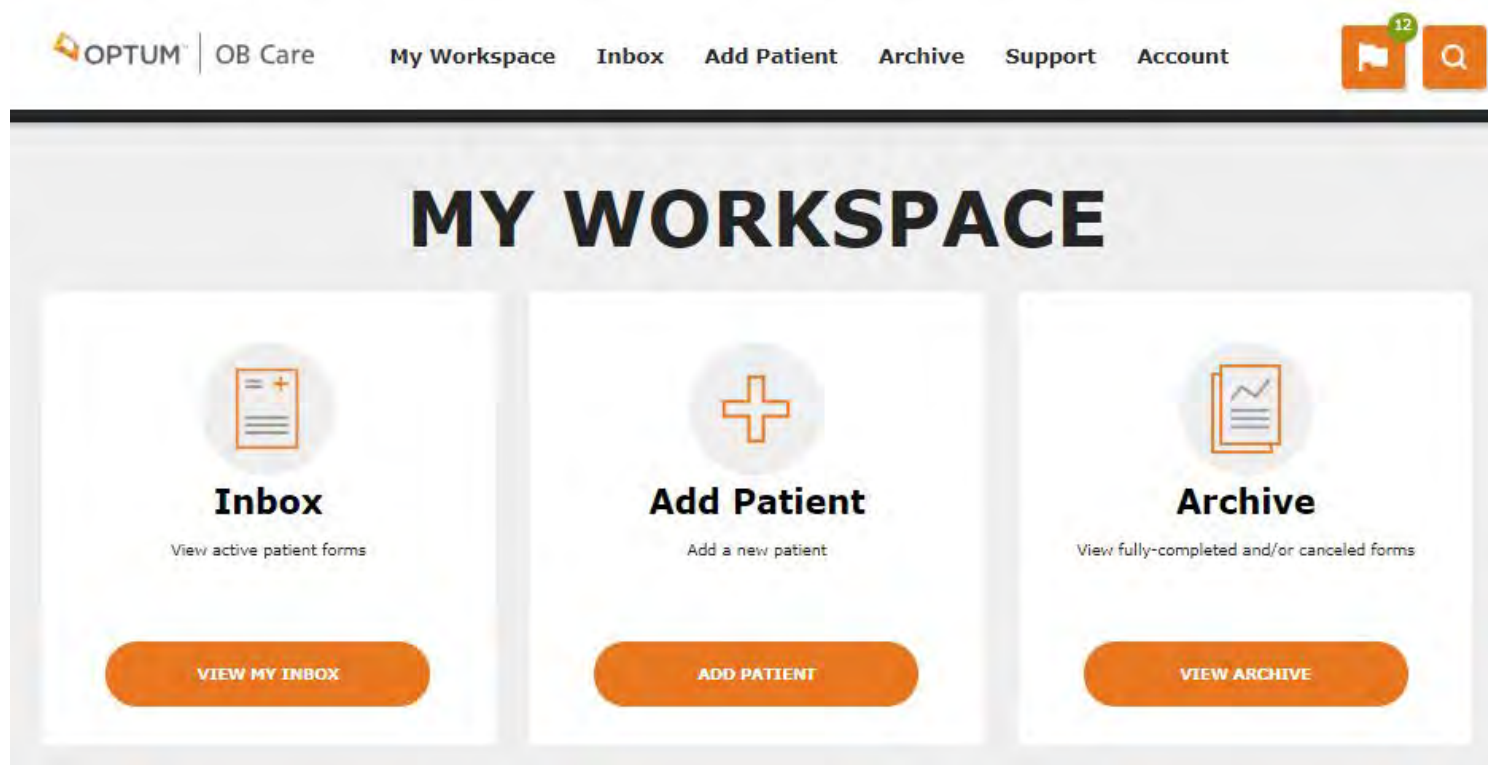 OPTUM™ | OB Care My Workspace Inbox Add Patient Archive Support Account 12
MY WORKSPACE
Inbox
View active patient forms
VIEW MY INBOX
Add Patient
Add a new patient
ADD PATIENT
Archive
View fully-completed and/or canceled forms
VIEW ARCHIVE